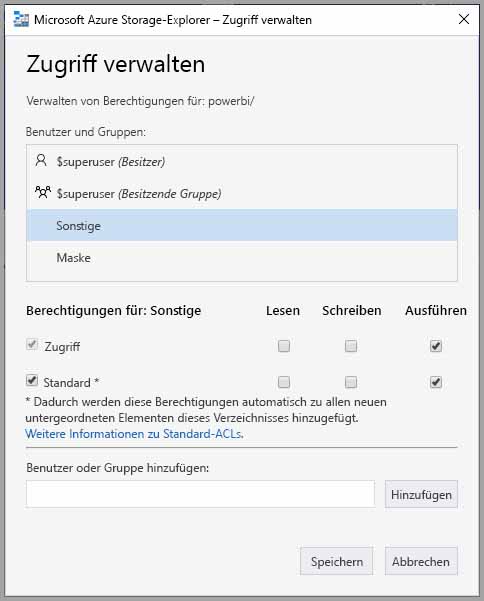 Microsoft Azure Storage-Explorer – Zugriff verwalten
Zugriff verwalten
Verwalten von Berechtigungen für: powerbi/
Benutzer und Gruppen:
$superuser (Besitzer)
$superuser (Besitzende Gruppe)
Sonstige
Maske
Berechtigungen für: Sonstige Lesen Schreiben Ausführen
Zugriff
Standard *
* Dadurch werden diese Berechtigungen automatisch zu allen neuen
untergeordneten Elementen dieses Verzeichnisses hinzugefügt.
Weitere Informationen zu Standard-ACLs.
Benutzer oder Gruppe hinzufügen:
Hinzufügen
Speichern Abbrechen